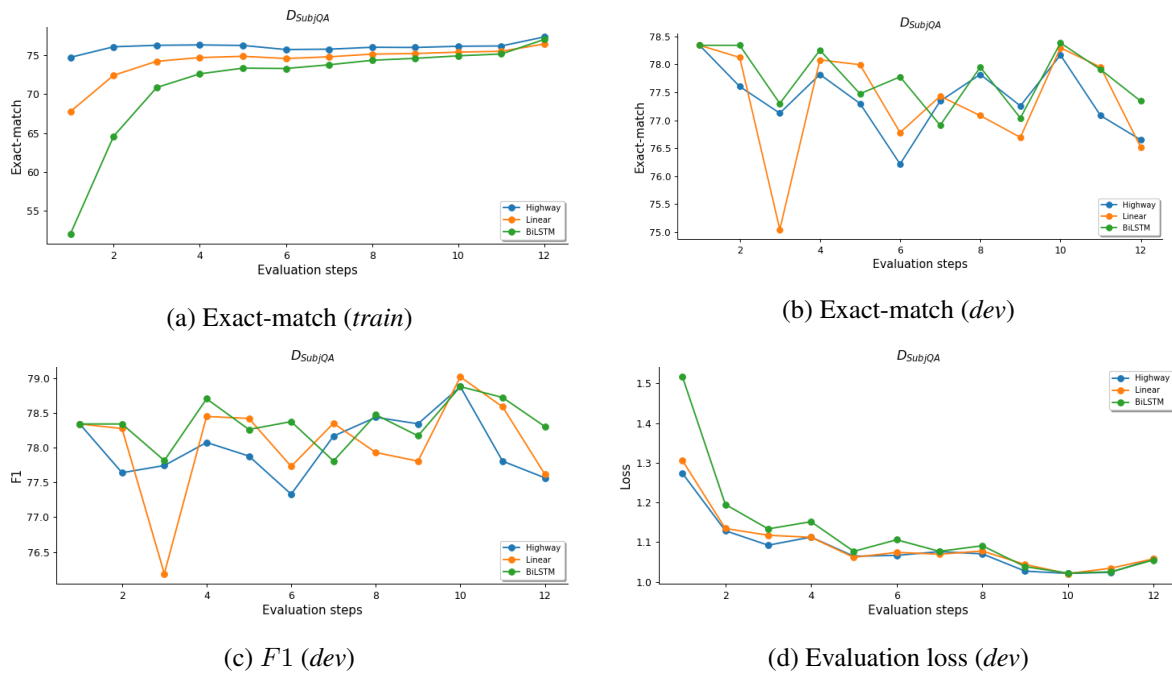 D_SubjQA
Exact-match
75
70
65
60
55
2
4
6
8
10
12
Evaluation steps
Highway
Linear
BiLSTM
(a) Exact-match (train)
D_SubjQA
Exact-match
78.5
78.0
77.5
77.0
76.5
76.0
75.5
75.0
2
4
6
8
10
12
Evaluation steps
Highway
Linear
BiLSTM
(b) Exact-match (dev)
D_SubjQA
F1
79.0
78.5
78.0
77.5
77.0
76.5
2
4
6
8
10
12
Evaluation steps
Highway
Linear
BiLSTM
(c) F1 (dev)
D_SubjQA
Loss
1.5
1.4
1.3
1.2
1.1
1.0
2
4
6
8
10
12
Evaluation steps
Highway
Linear
BiLSTM
(d) Evaluation loss (dev)